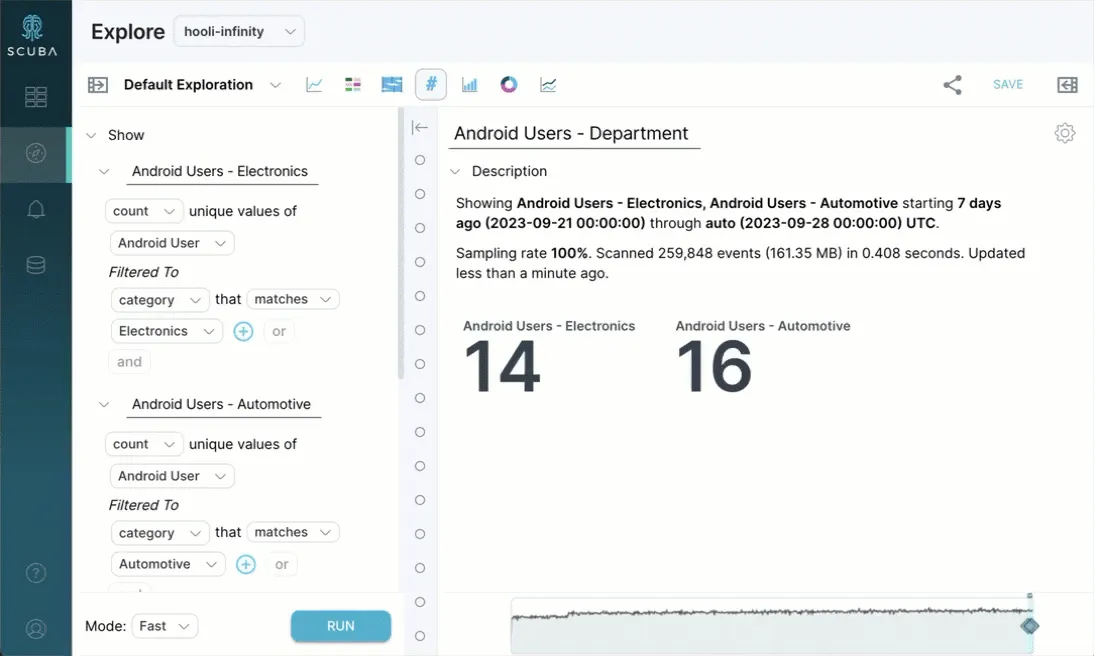 SCUBA
Explore hooli-infinity
Default Exploration # SAVE
Show
Android Users - Electronics
count unique values of
Android User
Filtered To
category that matches
Electronics or
and
Android Users - Automotive
count unique values of
Android User
Filtered To
category that matches
Automotive or
Mode: Fast RUN
Android Users - Department
Description
Showing Android Users - Electronics, Android Users - Automotive starting 7 days
ago (2023-09-21 00:00:00) through auto (2023-09-28 00:00:00) UTC.
Sampling rate 100%. Scanned 259,848 events (161.35 MB) in 0.408 seconds. Updated
less than a minute ago.
Android Users - Electronics Android Users - Automotive
14 16